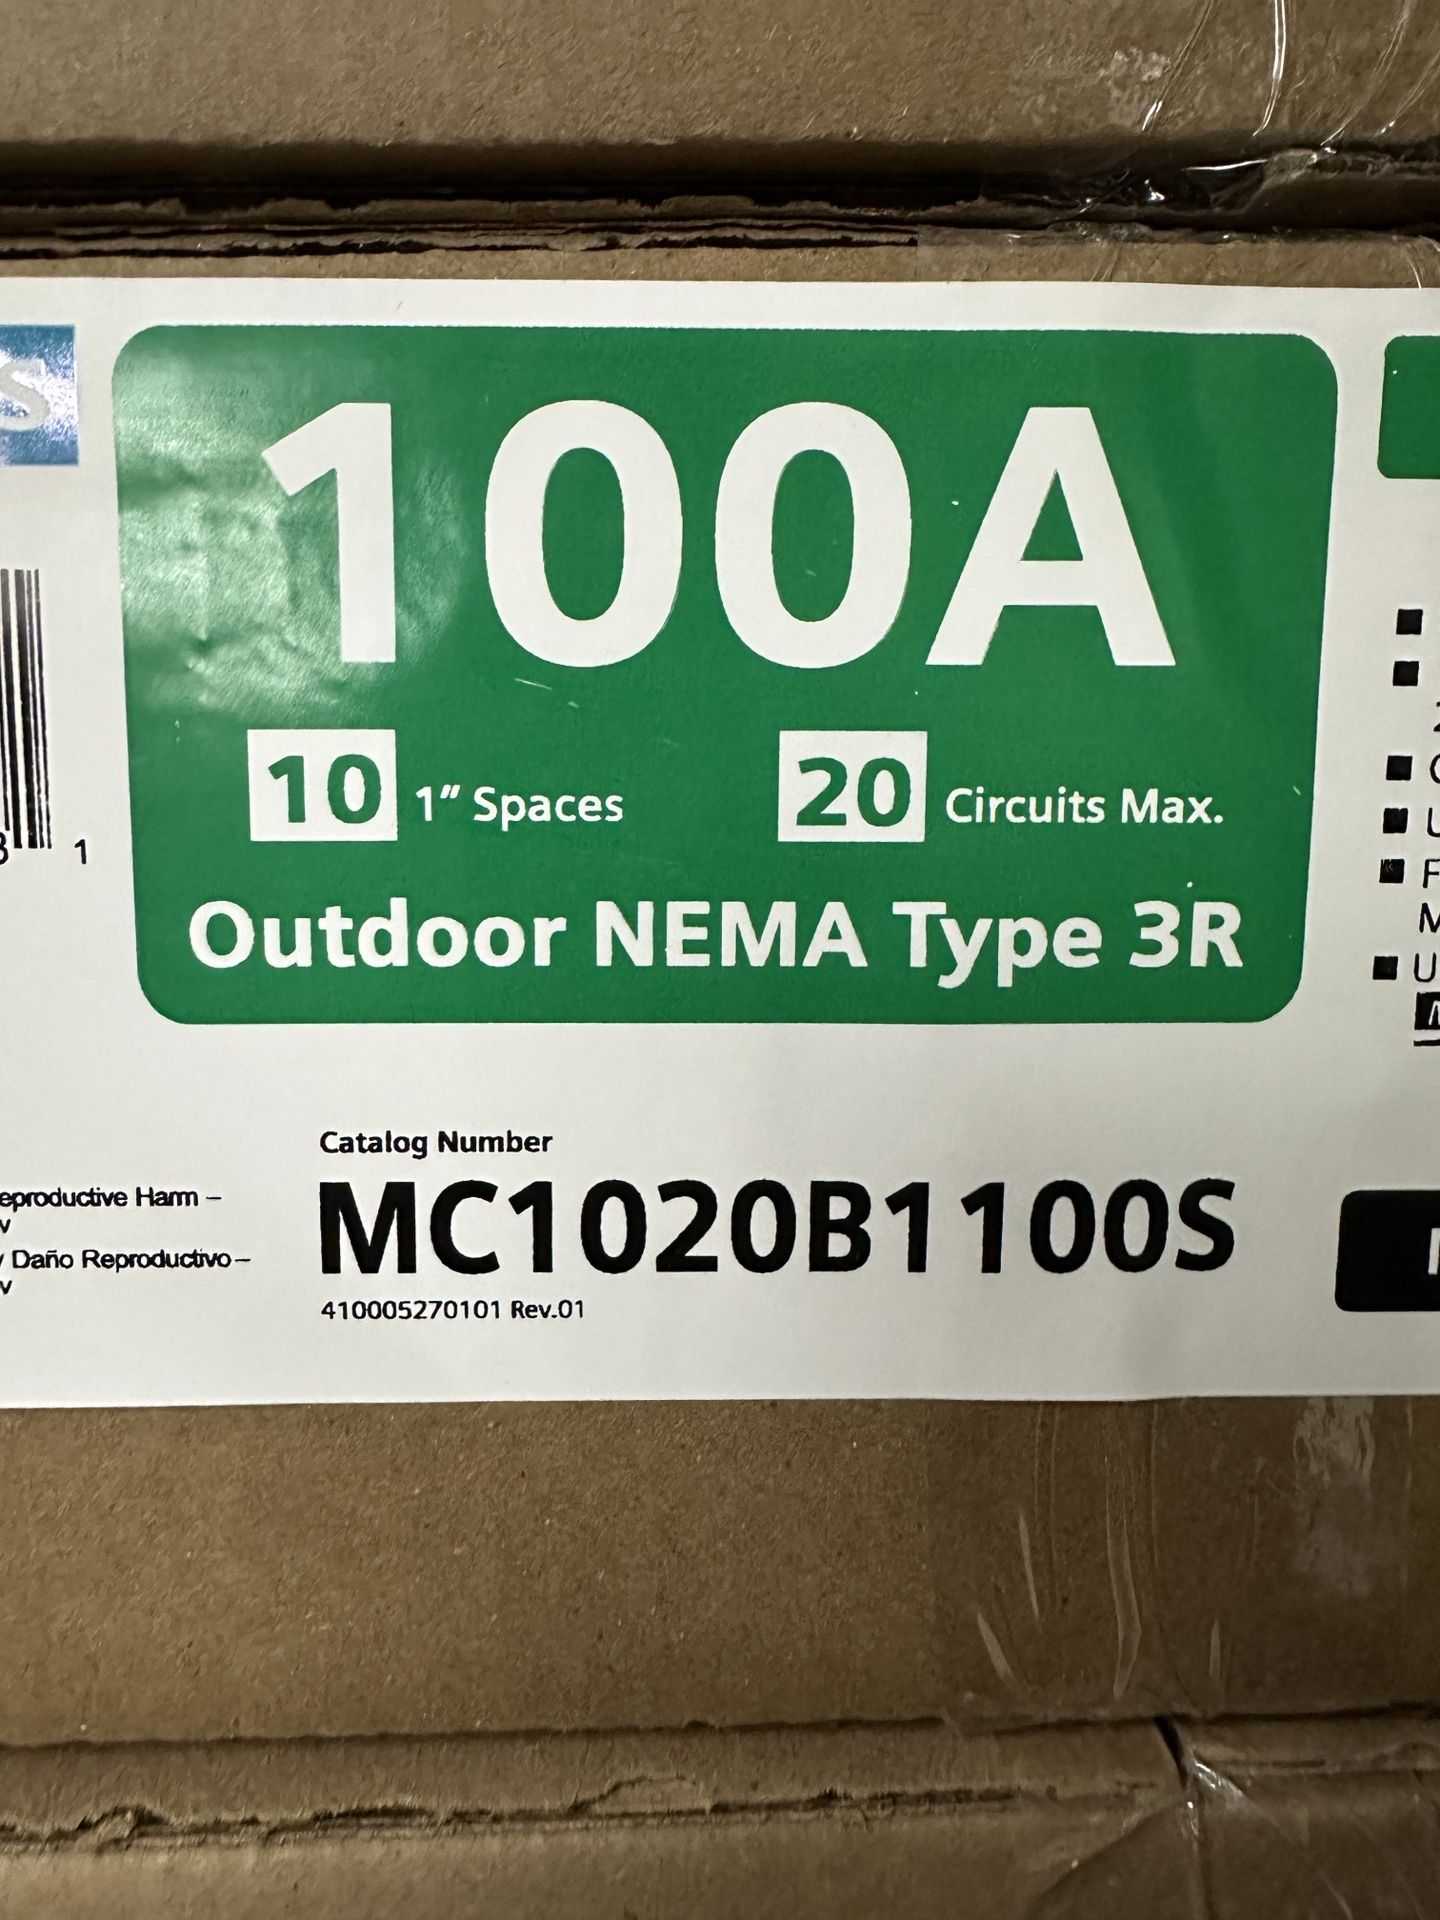 S
100A
10 1" Spaces
20 Circuits Max.
Outdoor NEMA Type 3R
1
Catalog Number
MC1020B1100S
410005270101 Rev.01
eproductive Harm –
v
y Daño Reproductivo–
v